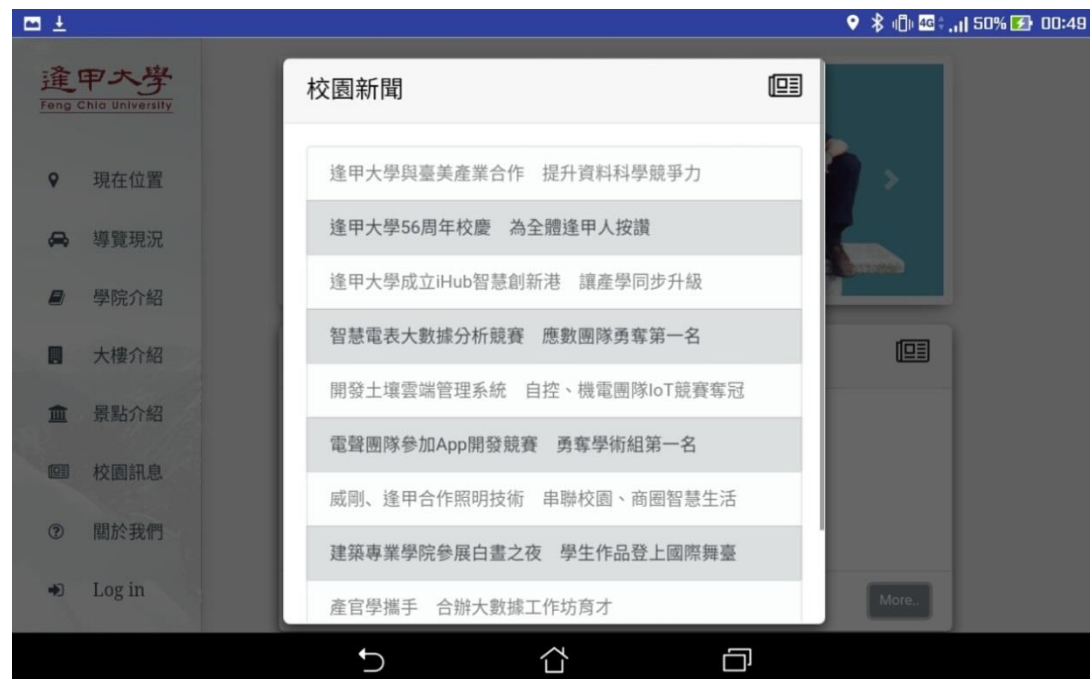 4G 50% 00:49
逢甲大學
Feng Chia University
現在位置
導覽現況
學院介紹
大樓介紹
景點介紹
校園訊息
關於我們
Log in
校園新聞
逢甲大學與臺美產業合作 提升資料科學競爭力
逢甲大學56周年校慶 為全體逢甲人按讚
逢甲大學成立iHub智慧創新港 讓產學同步升級
智慧電表大數據分析競賽 應數團隊勇奪第一名
開發土壤雲端管理系統 自控、機電團隊IoT競賽奪冠
電聲團隊參加App開發競賽 勇奪學術組第一名
威剛、逢甲合作照明技術 串聯校園、商圈智慧生活
建築專業學院參展白晝之夜 學生作品登上國際舞臺
產官學攜手 合辦大數據工作坊育才
More..